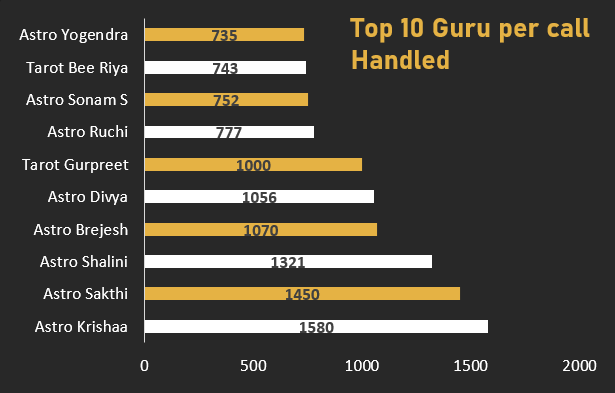 Top 10 Guru per call
Handled
Astro Yogendra 735
Tarot Bee Riya 743
Astro Sonam S 752
Astro Ruchi 777
Tarot Gurpreet 1000
Astro Divya 1056
Astro Brejesh 1070
Astro Shalini 1321
Astro Sakthi 1450
Astro Krishaa 1580
0 500 1000 1500 2000